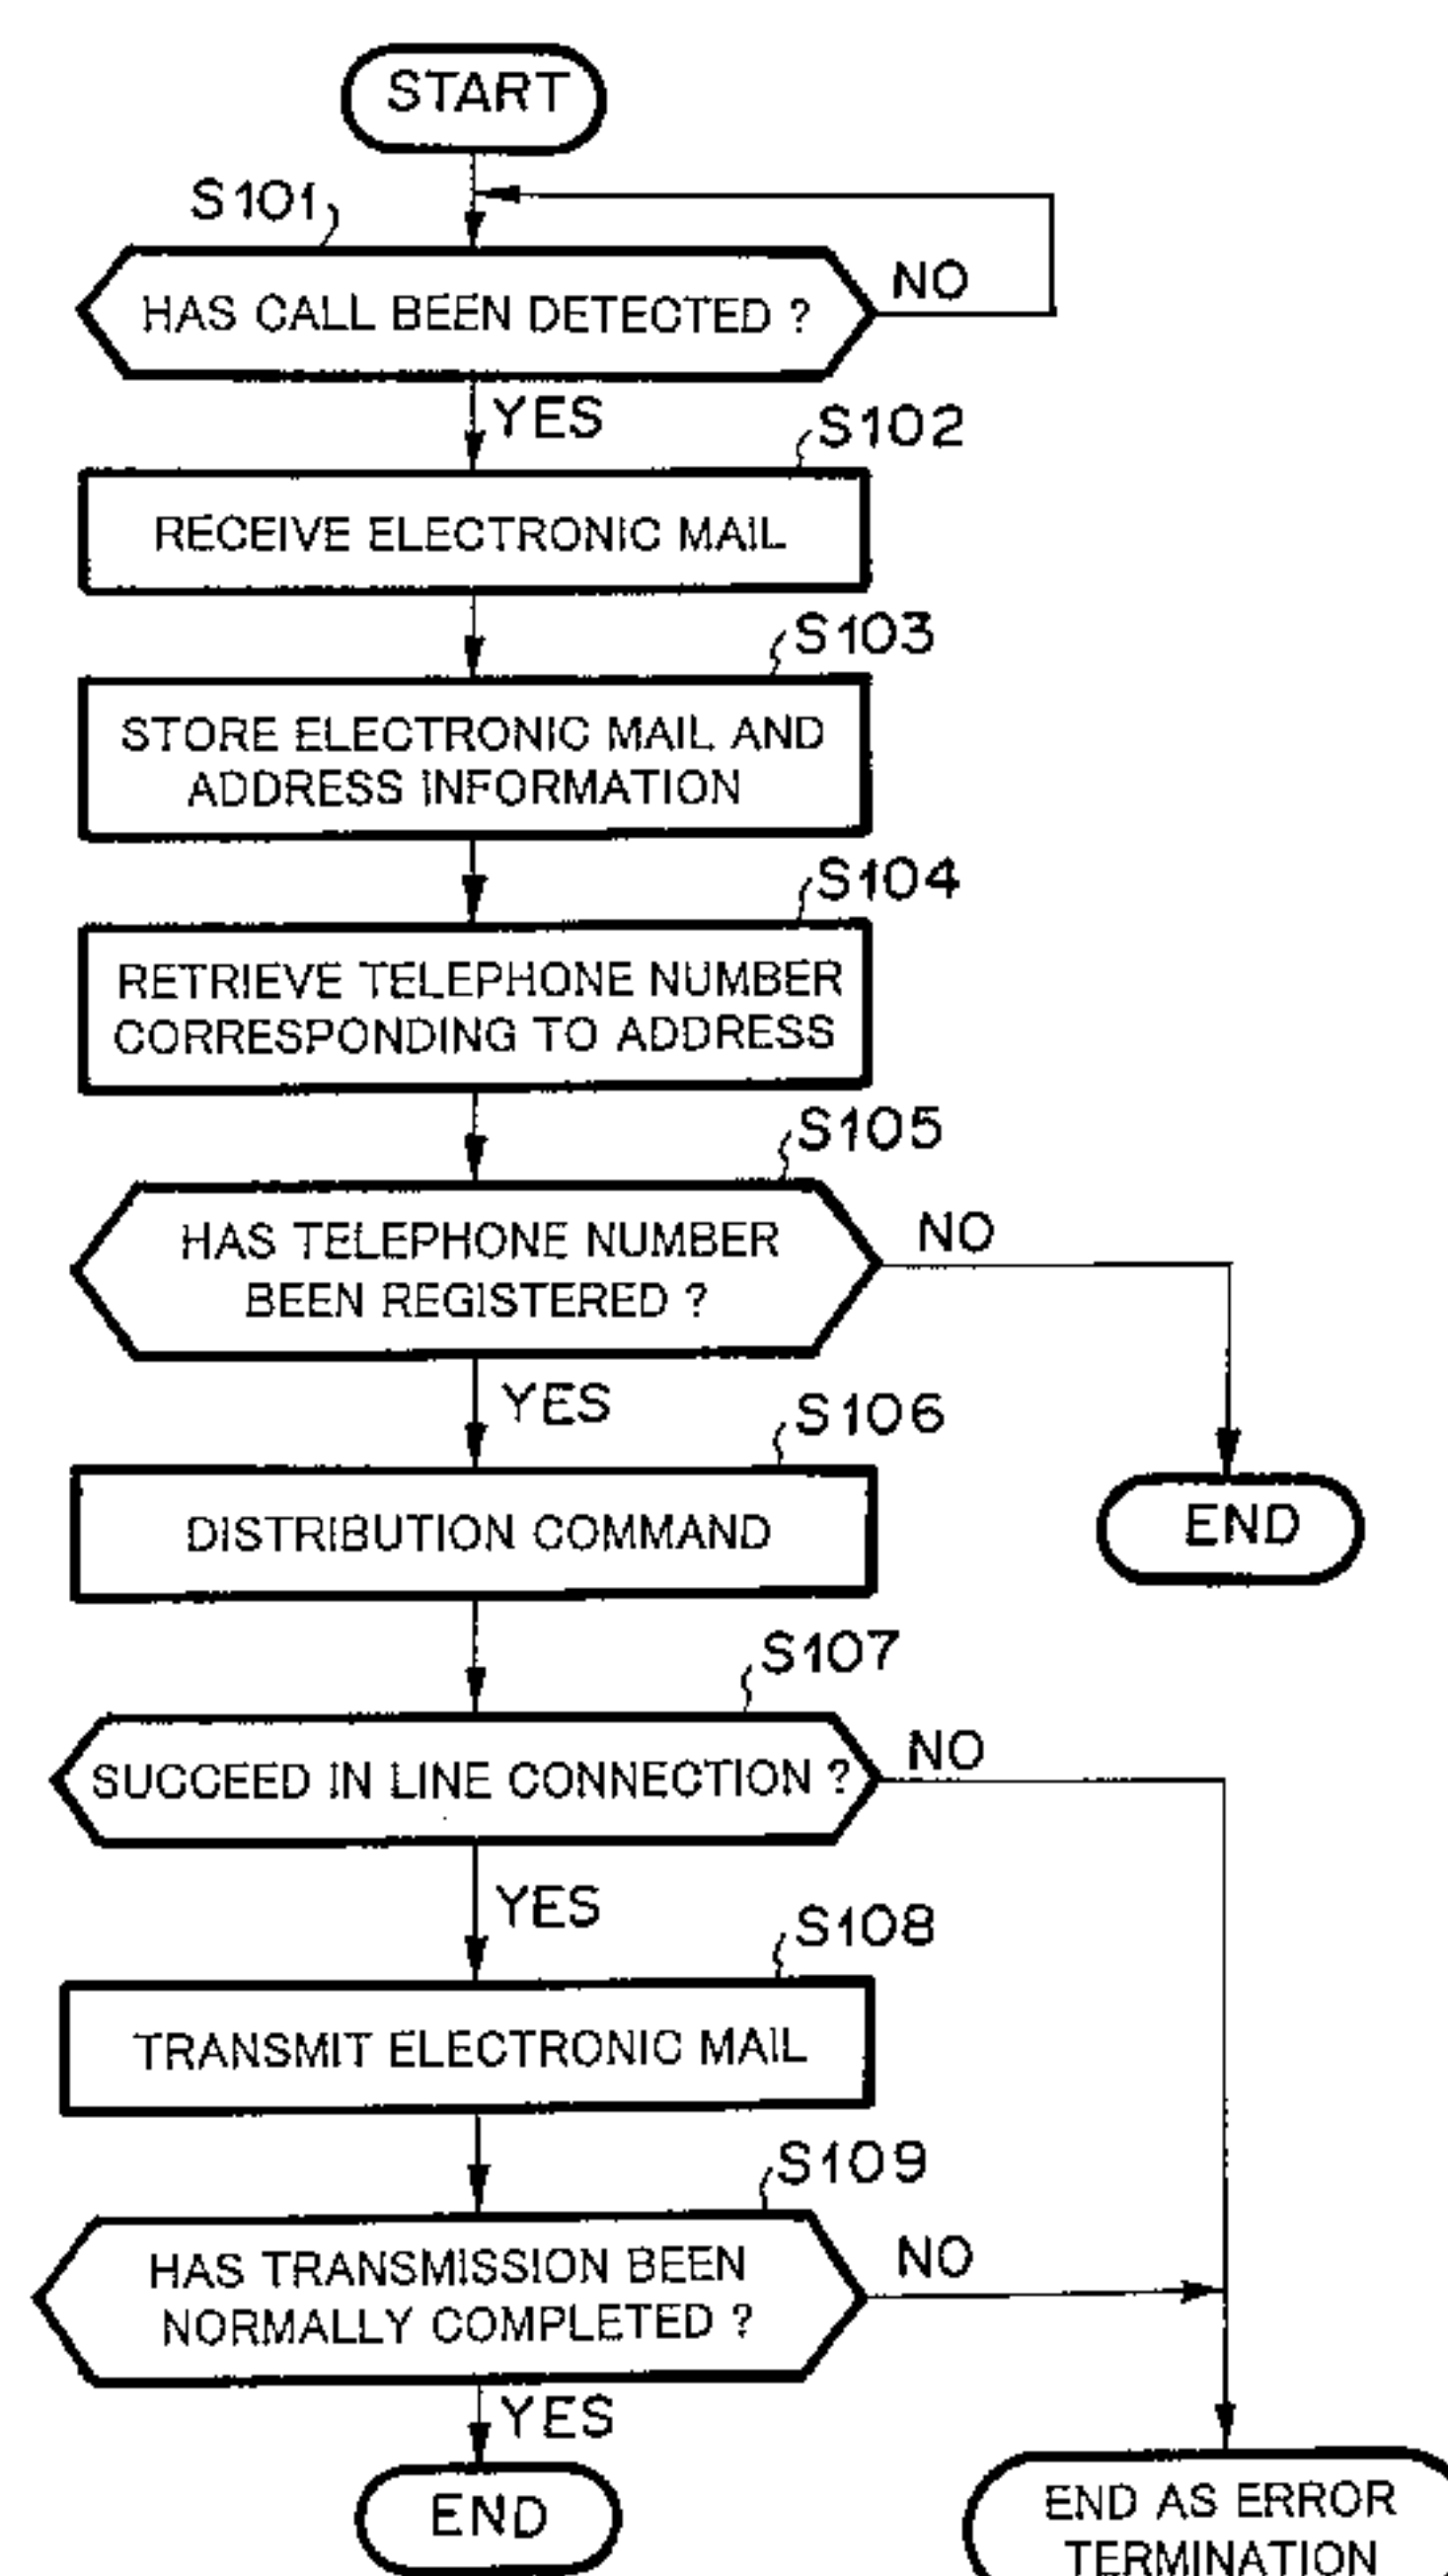 START
S101
HAS CALL BEEN DETECTED ?
NO
YES
S102
RECEIVE ELECTRONIC MAIL
S103
STORE ELECTRONIC MAIL AND
ADDRESS INFORMATION
S104
RETRIEVE TELEPHONE NUMBER
CORRESPONDING TO ADDRESS
S105
HAS TELEPHONE NUMBER
BEEN REGISTERED ?
NO
YES
S106
DISTRIBUTION COMMAND
END
S107
SUCCEED IN LINE CONNECTION ?
NO
YES
S108
TRANSMIT ELECTRONIC MAIL
S109
HAS TRANSMISSION BEEN
NORMALLY COMPLETED ?
NO
YES
END
END AS ERROR
TERMINATION